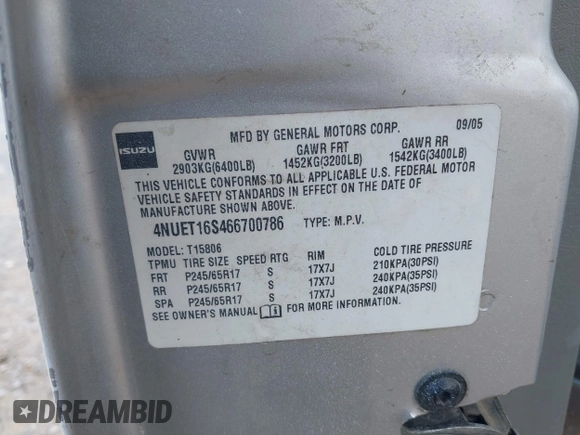 MFD BY GENERAL MOTORS CORP. 09/05
ISUZU
GVWR GAWR FRT GAWR RR
2903KG(6400LB) 1452KG(3200LB) 1542KG(3400LB)
THIS VEHICLE CONFORMS TO ALL APPLICABLE U.S. FEDERAL MOTOR
VEHICLE SAFETY STANDARDS IN EFFECT ON THE DATE OF
MANUFACTURE SHOWN ABOVE.
4NUET16S466700786 TYPE: M.P.V.
MODEL: T15806
TPMU TIRE SIZE SPEED RTG RIM COLD TIRE PRESSURE
FRT P245/65R17 S 17X7J 210KPA(30PSI)
RR P245/65R17 S 17X7J 240KPA(35PSI)
SPA P245/65R17 S 17X7J 240KPA(35PSI)
SEE OWNER'S MANUAL FOR MORE INFORMATION.
DREAMBID